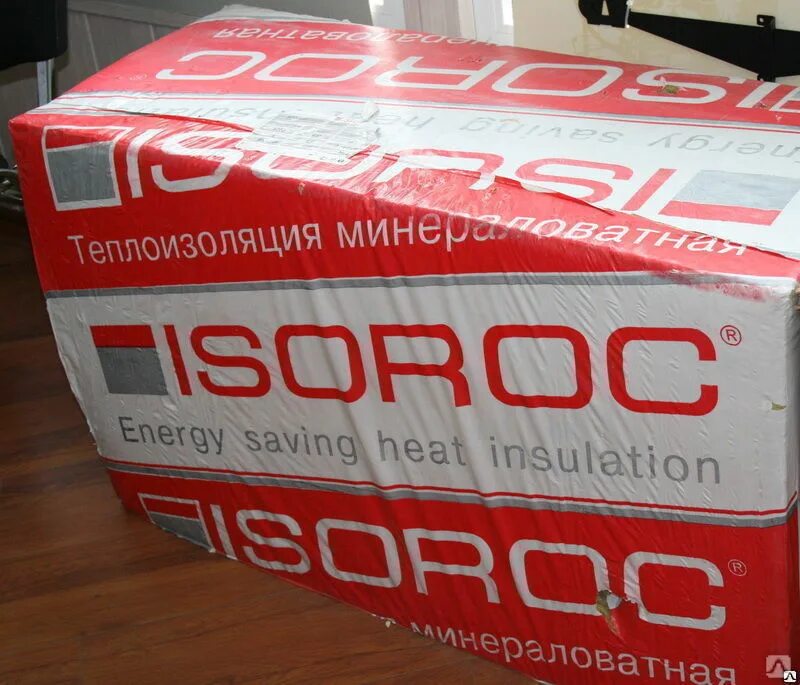 минераловатная
ISOROC
Energy saving heat insulation
ISOROC
Теплоизоляция минераловатная
ISOROC®
Energy saving heat insulation
ISOROC®
минераловатная